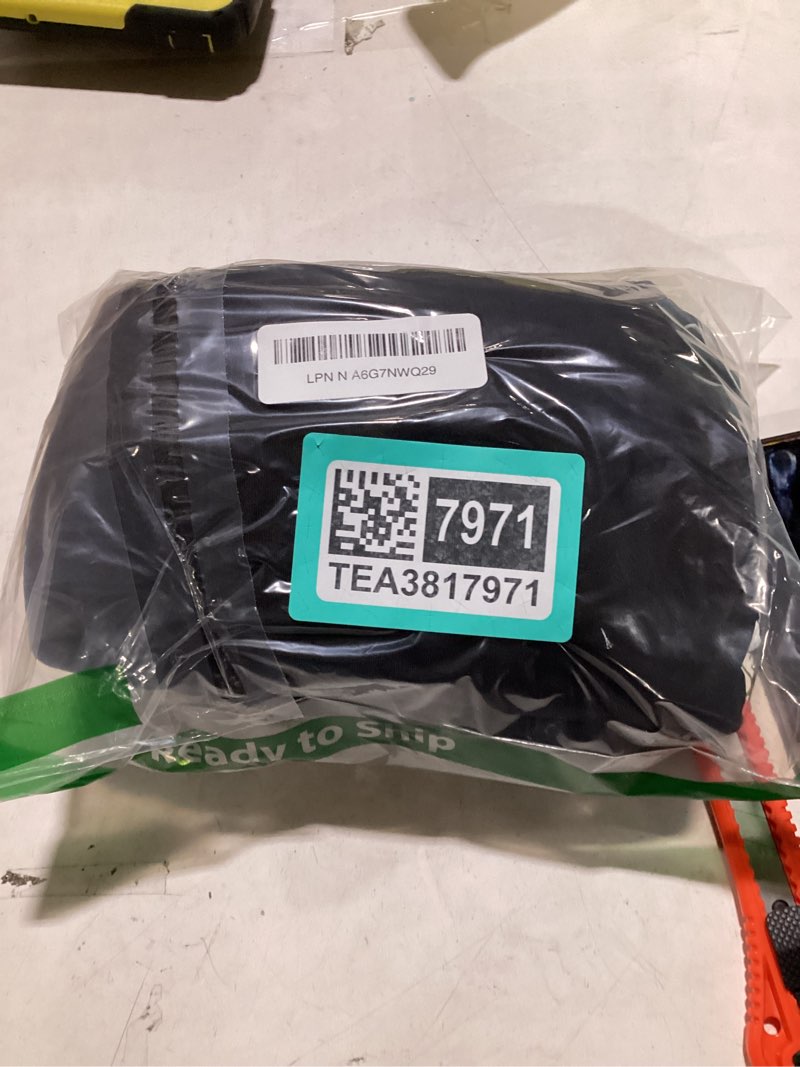 LPN N A6G7NWQ29
7971
TEA3817971
Ready to Ship